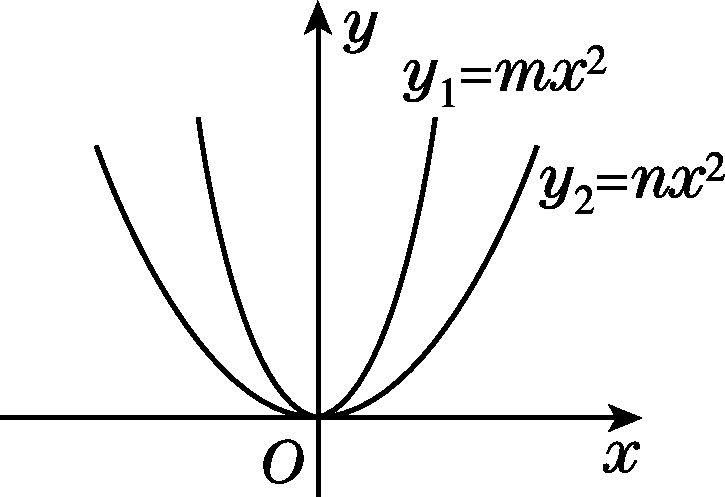 y
y₁=mx²
y₂=nx²
O
x